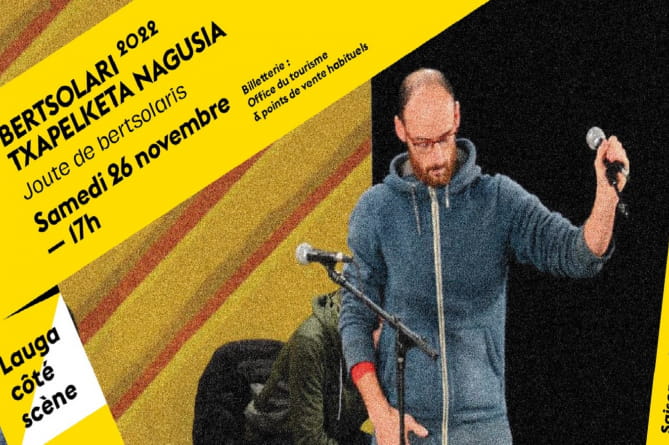 BERTSOLARI 2022
TXAPELKETA NAGUSIA
Joute de bertsolaris
Samedi 26 novembre
— 17h
Billetterie :
Office du tourisme
& points de vente habituels
Lauga
côté
scène